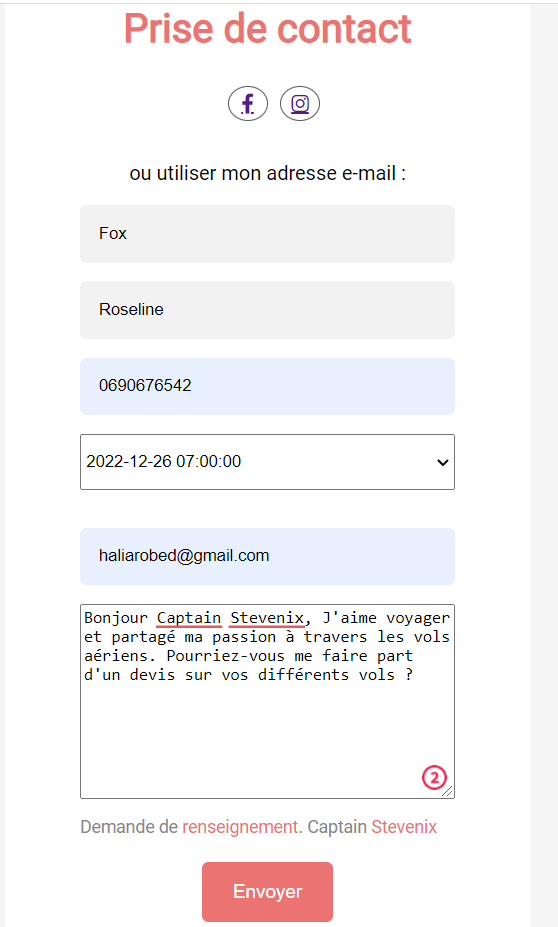 Prise de contact
ou utiliser mon adresse e-mail :
Fox
Roseline
0690676542
2022-12-26 07:00:00
haliarobed@gmail.com
Bonjour Captain Stevenix, J'aime voyager
et partagé ma passion à travers les vols
aériens. Pourriez-vous me faire part
d'un devis sur vos différents vols ?
2
Demande de renseignement. Captain Stevenix
Envoyer